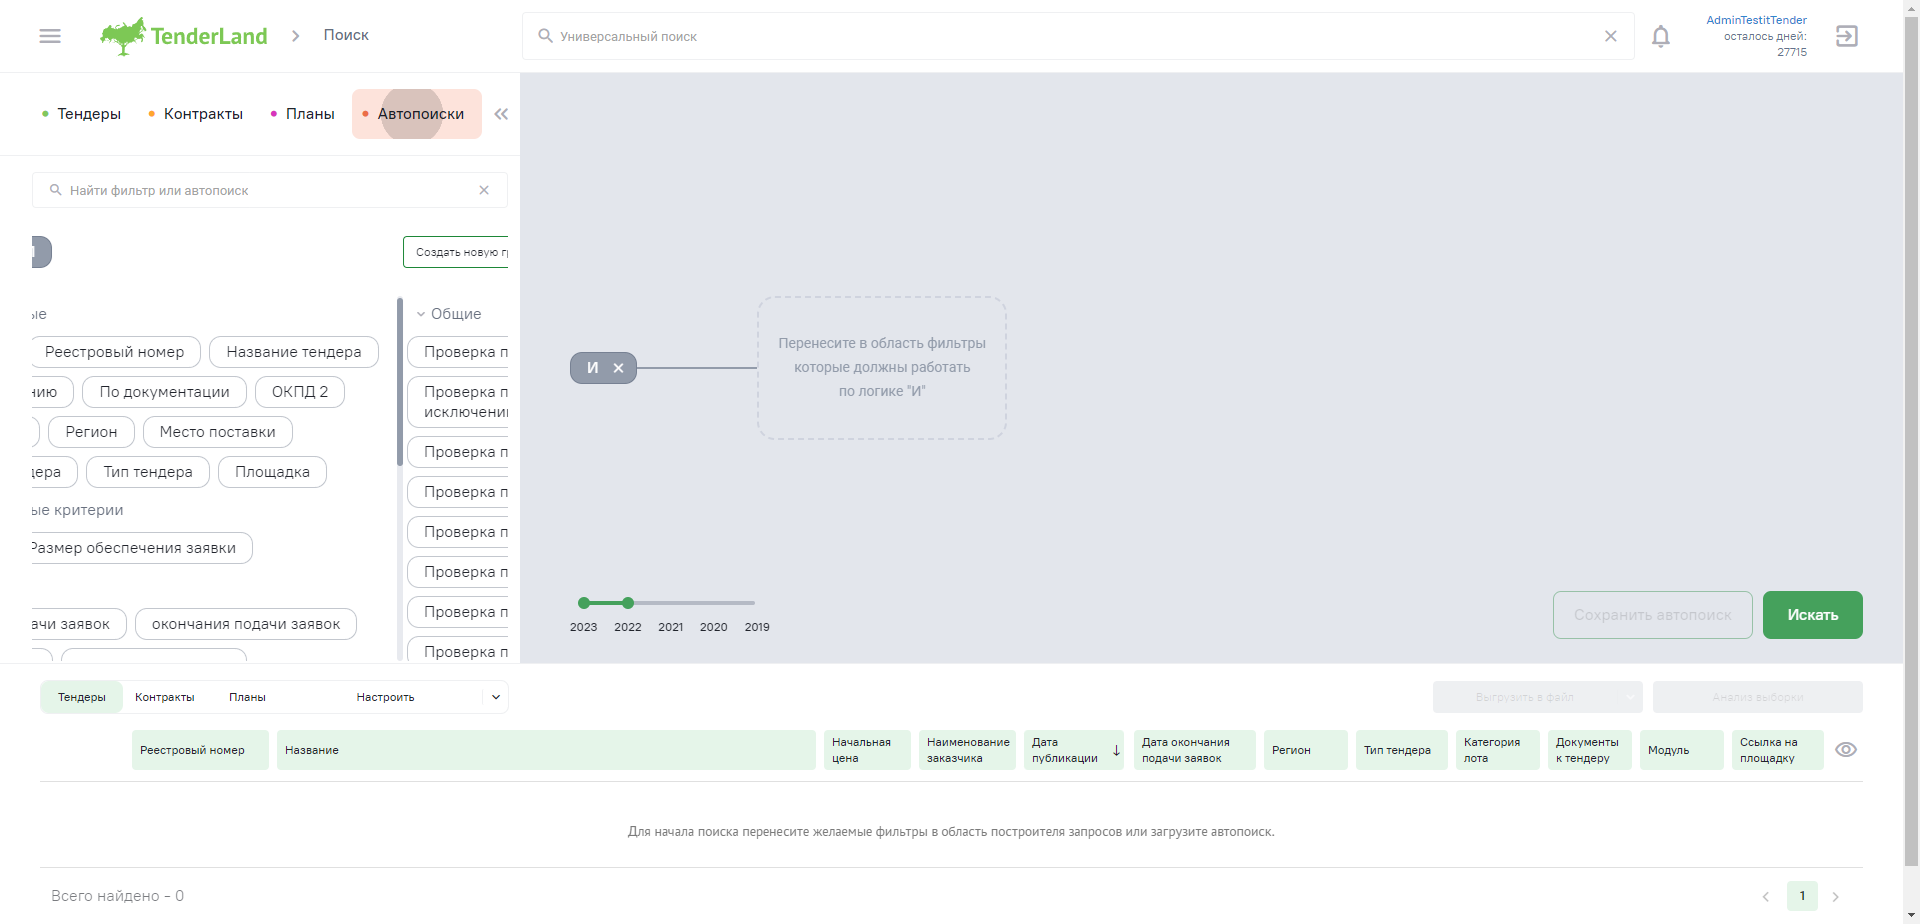 TenderLand
Поиск
Универсальный поиск
AdminTestitTender
осталось дней:
27715
Тендеры
Контракты
Планы
Автопоиски
Найти фильтр или автопоиск
Создать новую
ые
Общие
Реестровый номер
Название тендера
Проверка п
нию
По документации
ОКПД 2
Проверка п
исключени
Регион
Место поставки
Проверка п
дера
Тип тендера
Площадка
Проверка п
ые критерии
Проверка п
Размер обеспечения заявки
Проверка п
Проверка п
ачи заявок
окончания подачи заявок
Проверка п
И
Перенесите в область фильтры
которые должны работать
по логике "И"
2023
2022
2021
2020
2019
Сохранить автопоиск
Искать
Тендеры
Контракты
Планы
Настроить
Выгрузить в файл
Анализ выборки
Реестровый номер
Название
Начальная
цена
Наименование
заказчика
Дата
публикации
Дата окончания
подачи заявок
Регион
Тип тендера
Категория
лота
Документы
к тендеру
Модуль
Ссылка на
площадку
Для начала поиска перенесите желаемые фильтры в область построителя запросов или загрузите автопоиск.
Всего найдено - 0
1